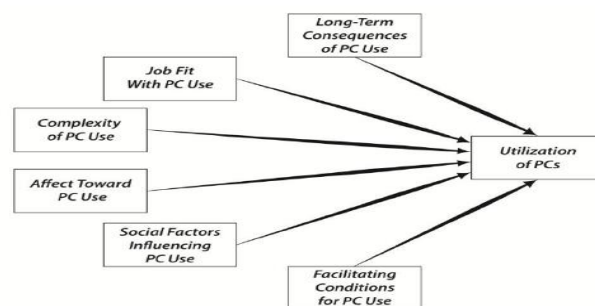 Long-Term
Consequences
of PC Use
Job Fit
With PC Use
Complexity
of PC Use
Utilization
of PCs
Affect Toward
PC Use
Social Factors
Influencing
PC Use
Facilitating
Conditions
for PC Use